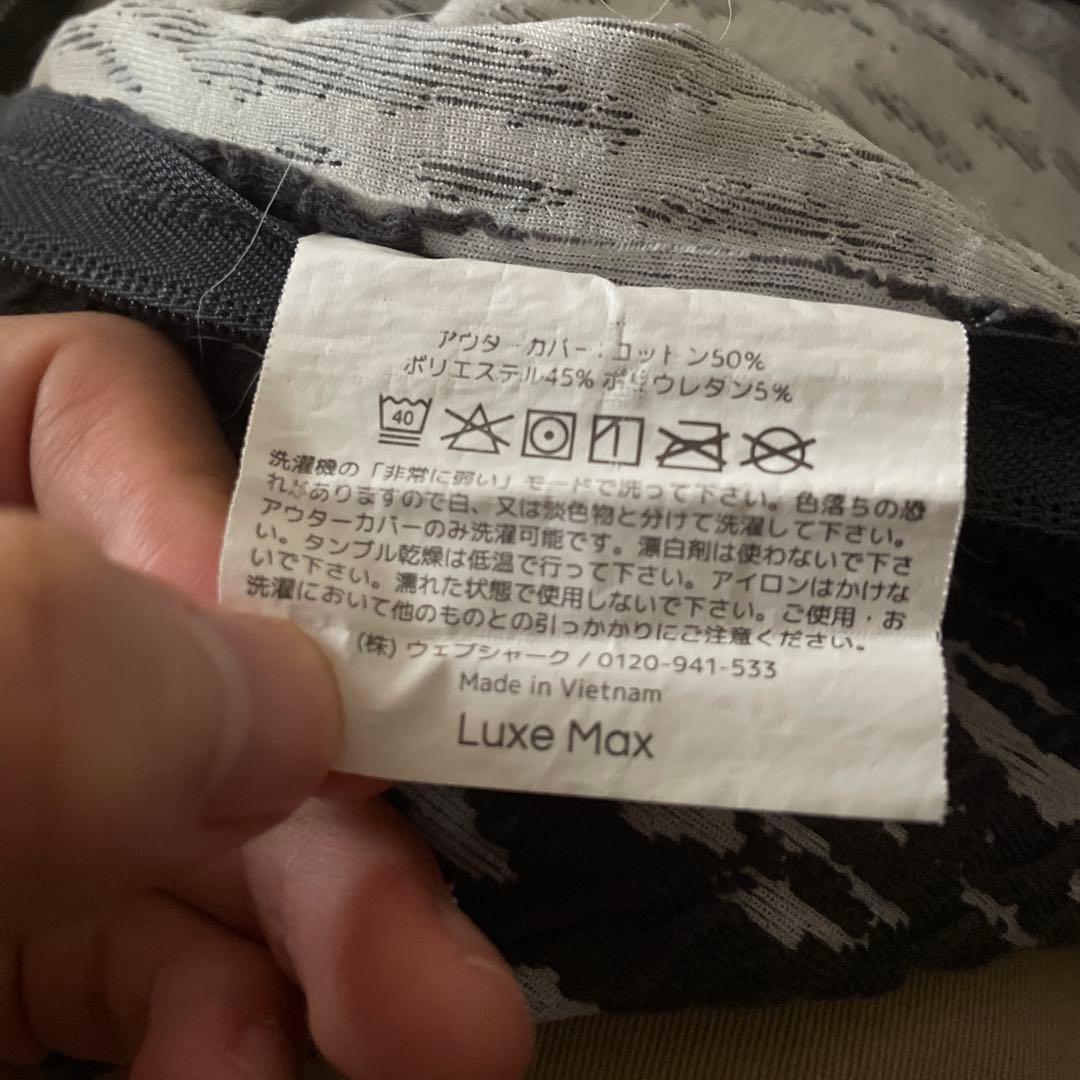 アウターカバー：コットン50%
ポリエステル45% ポリウレタン5%
40
洗濯機の「非常に弱い」モードで洗って下さい。色落ちの恐
れがありますので白、又は淡色物と分けて洗濯して下さい。
アウターカバーのみ洗濯可能です。漂白剤は使わないで下さ
い。タンブル乾燥は低温で行って下さい。アイロンはかけな
いで下さい。濡れた状態で使用しないで下さい。ご使用・お
洗濯において他のものとの引っかかりにご注意ください。
(株) ウェブシャーク / 0120-941-533
Made in Vietnam
Luxe Max